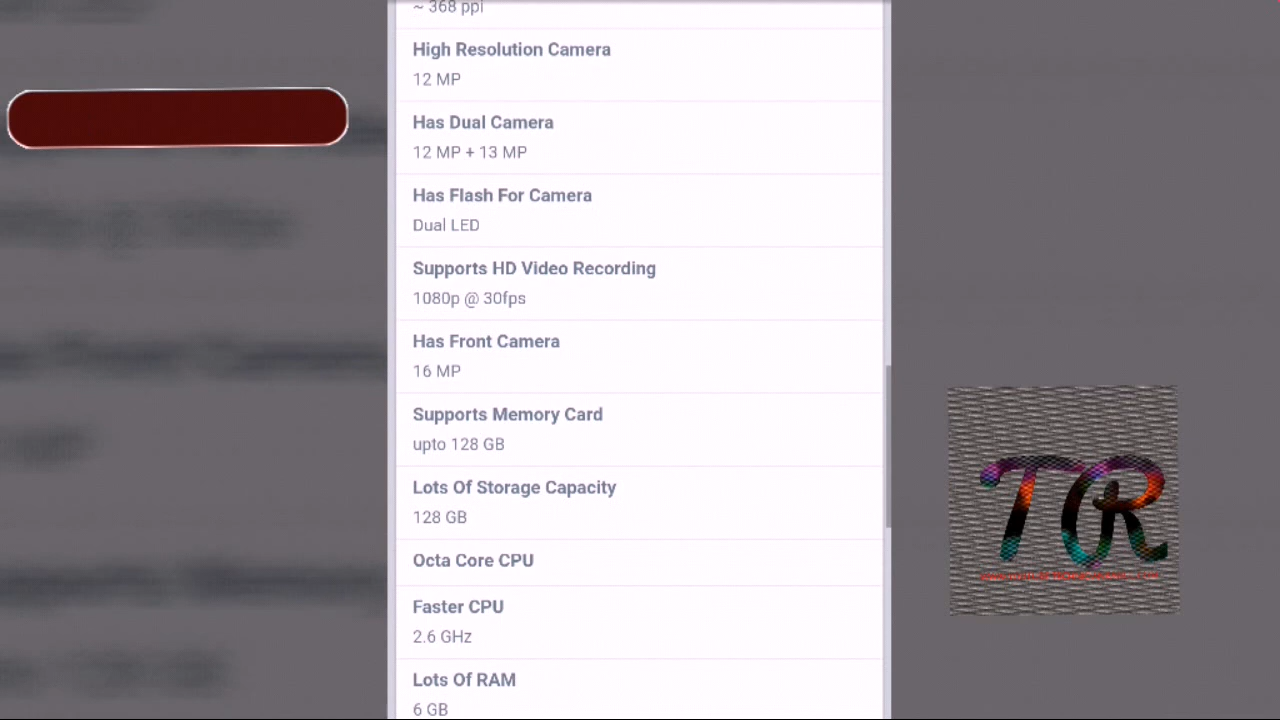 ~ 368 ppi
High Resolution Camera
12 MP
Has Dual Camera
12 MP + 13 MP
Has Flash For Camera
Dual LED
Supports HD Video Recording
1080p @ 30fps
Has Front Camera
16 MP
Supports Memory Card
upto 128 GB
Lots Of Storage Capacity
128 GB
Octa Core CPU
Faster CPU
2.6 GHz
Lots Of RAM
6 GB
TR